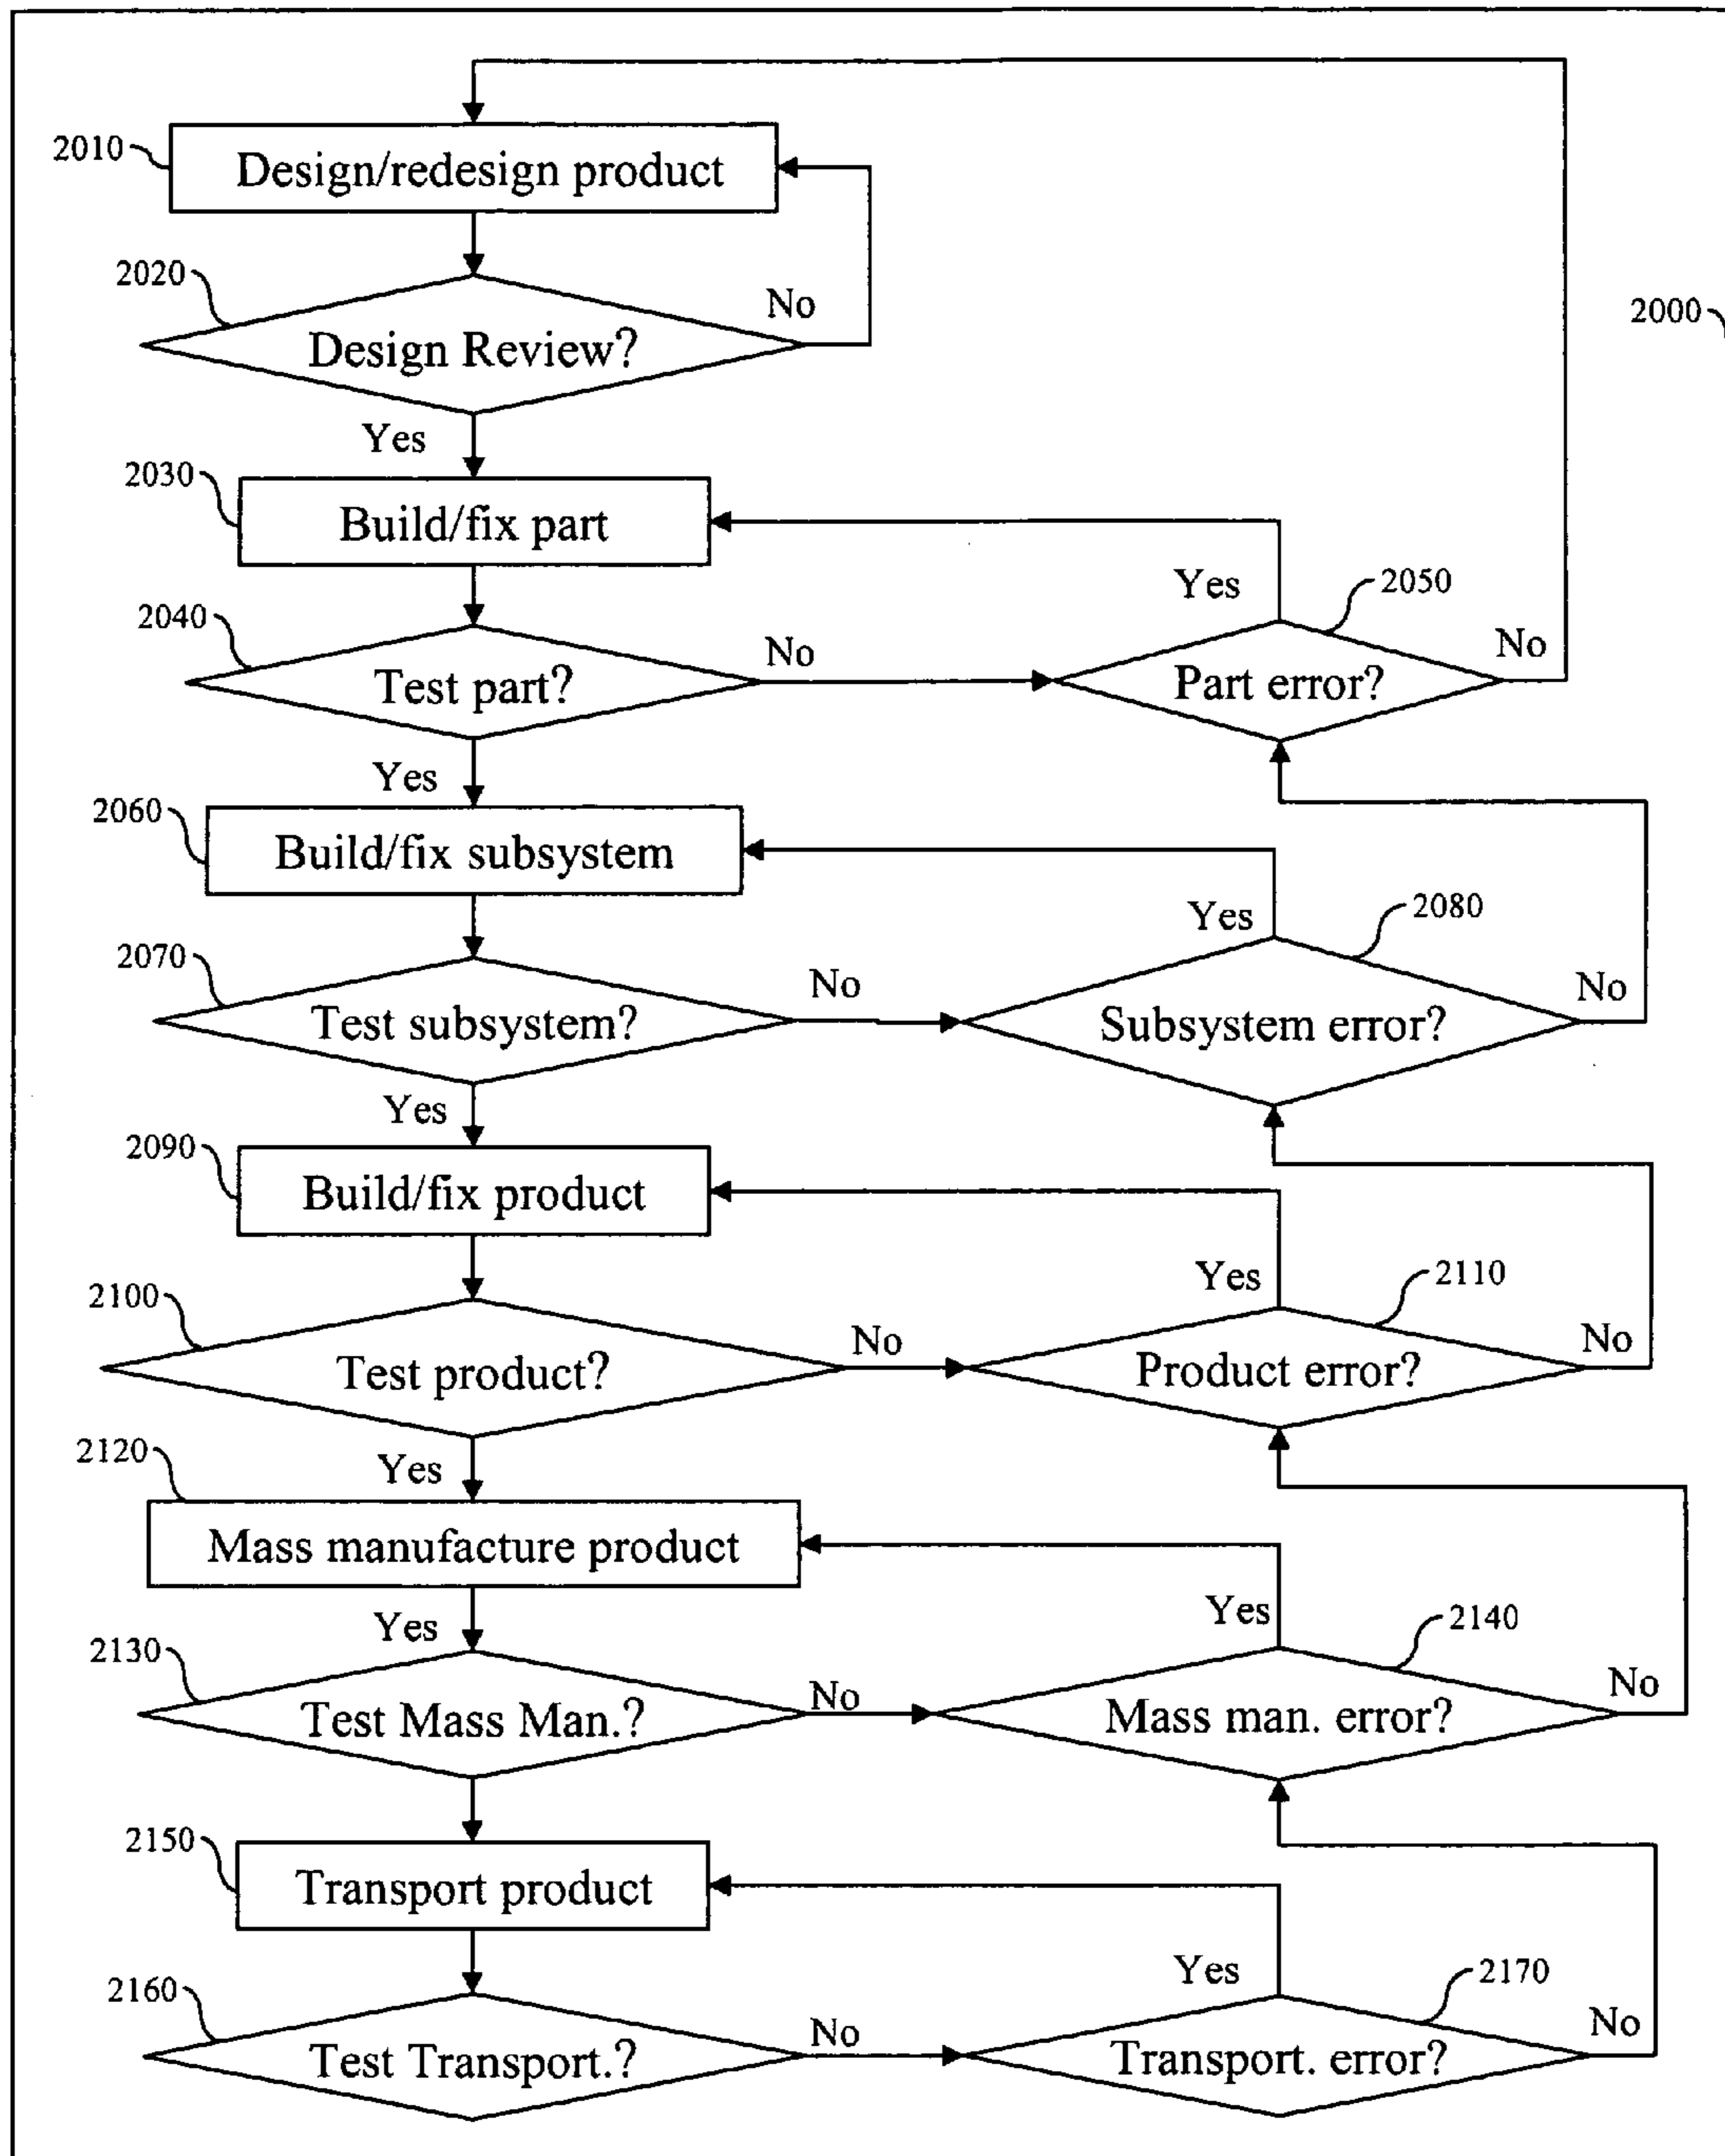 2010
Design/redesign product
2020
No
2000
Design Review?
Yes
2030
Build/fix part
Yes
2050
2040
No
No
Test part?
Part error?
Yes
2060
Build/fix subsystem
Yes
2080
2070
No
No
Test subsystem?
Subsystem error?
Yes
2090
Build/fix product
Yes
2110
2100
No
No
Test product?
Product error?
2120
Yes
Mass manufacture product
Yes
Yes
2140
2130
No
No
Test Mass Man.?
Mass man. error?
2150
Transport product
Yes
2170
2160
No
No
Test Transport.?
Transport. error?